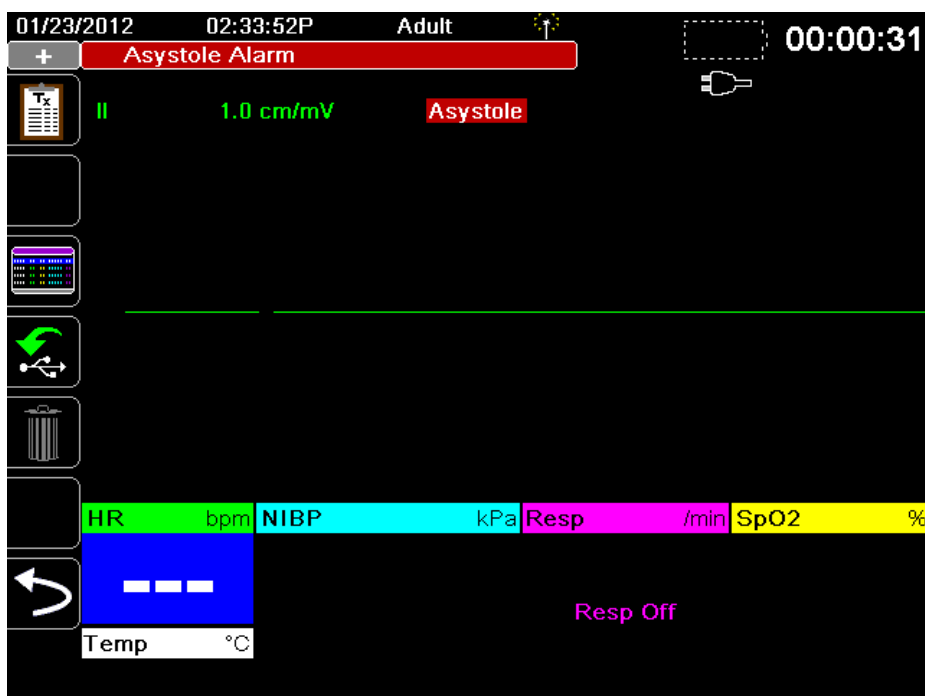 01/23/2012 02:33:52P Adult 00:00:31
+ Asystole Alarm
Tx
II 1.0 cm/mV Asystole
HR bpm NIBP kPa Resp /min SpO2 %
---
Resp Off
Temp °C